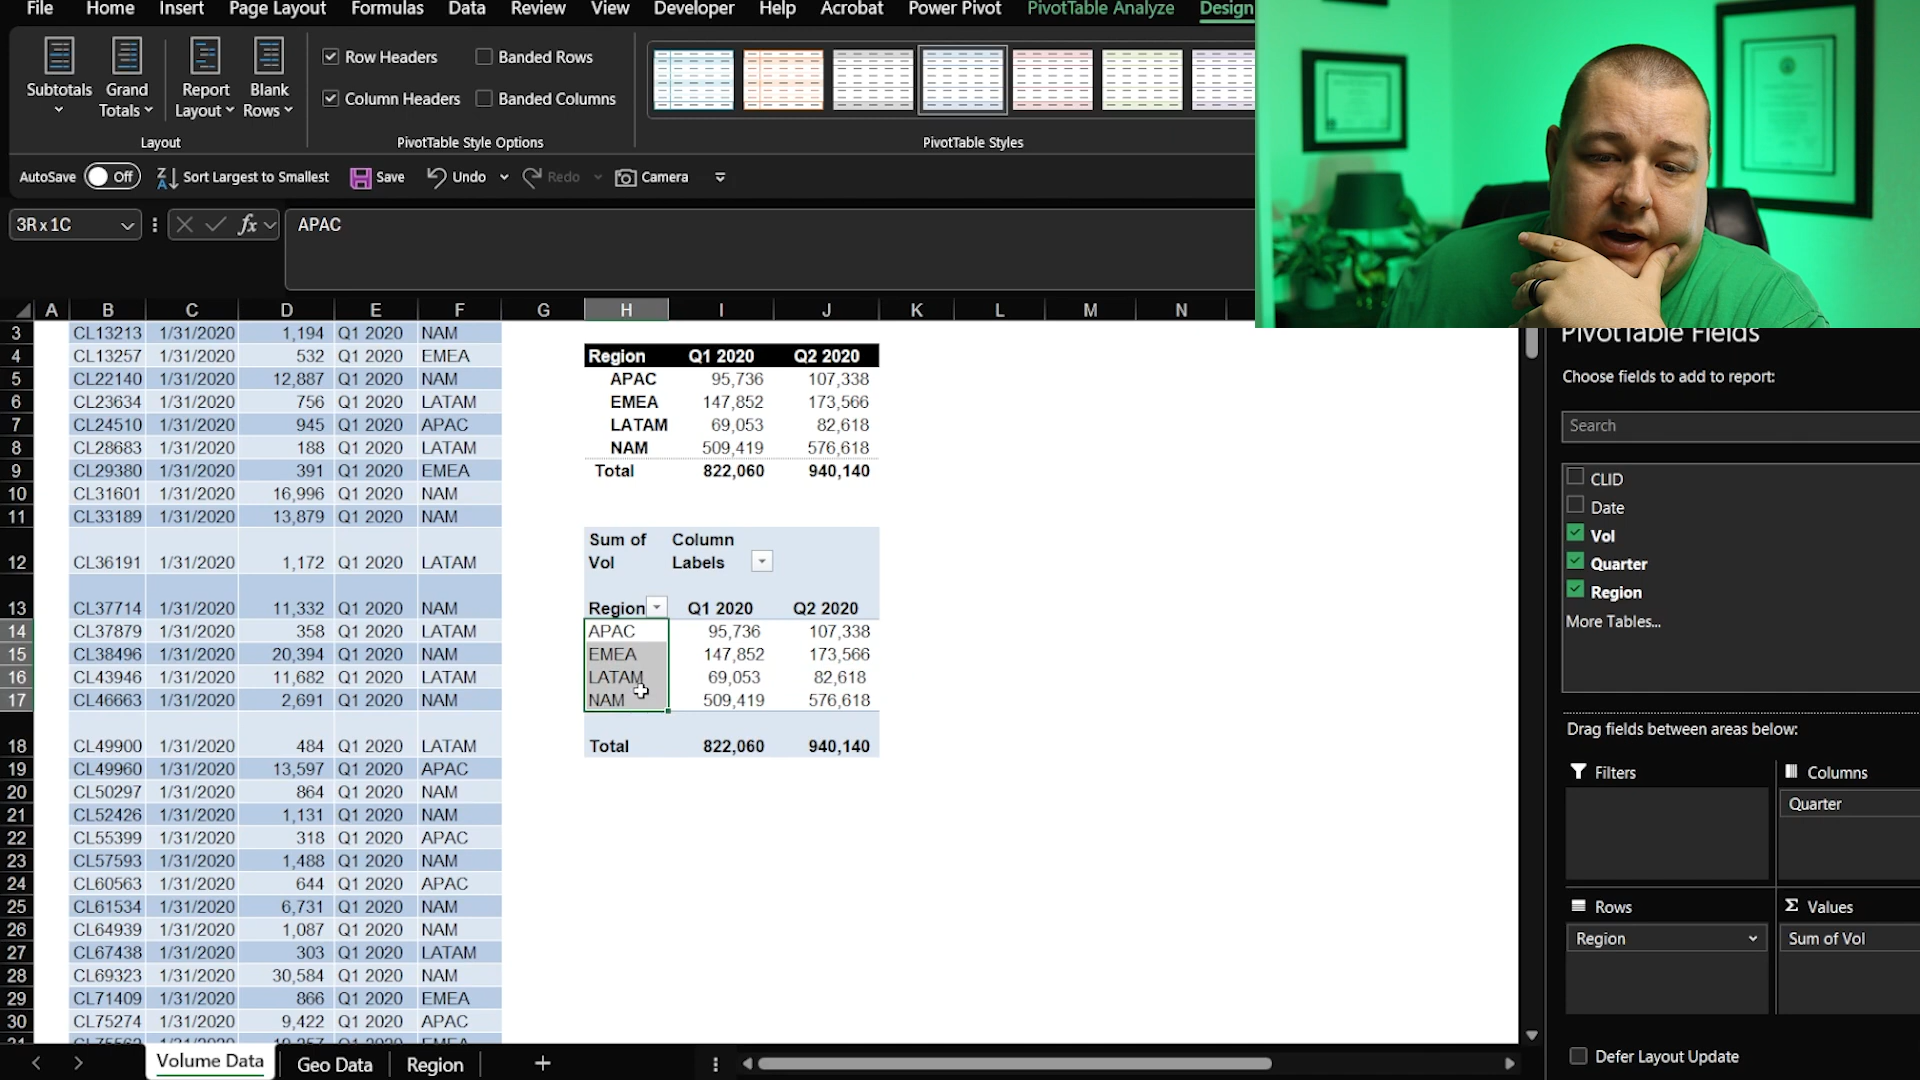 File Home Insert Page Layout Formulas Data Review View Developer Help Acrobat Power Pivot PivotTable Analyze Design
Subtotals
Grand Totals
Report Layout
Blank Rows
Layout
Row Headers
Banded Rows
Column Headers
Banded Columns
PivotTable Style Options
PivotTable Styles
AutoSave Off
Sort Largest to Smallest
Save
Undo
Redo
Camera
3R x 1C
fx
APAC
A B C D E F G H I J K L M N
3 CL13213 1/31/2020 1,194 Q1 2020 NAM
4 CL13257 1/31/2020 532 Q1 2020 EMEA
5 CL22140 1/31/2020 12,887 Q1 2020 NAM
6 CL23634 1/31/2020 756 Q1 2020 LATAM
7 CL24510 1/31/2020 945 Q1 2020 APAC
8 CL28683 1/31/2020 188 Q1 2020 LATAM
9 CL29380 1/31/2020 391 Q1 2020 EMEA
10 CL31601 1/31/2020 16,996 Q1 2020 NAM
11 CL33189 1/31/2020 13,879 Q1 2020 NAM
12 CL36191 1/31/2020 1,172 Q1 2020 LATAM
13 CL37714 1/31/2020 11,332 Q1 2020 NAM
14 CL37879 1/31/2020 358 Q1 2020 LATAM
15 CL38496 1/31/2020 20,394 Q1 2020 NAM
16 CL43946 1/31/2020 11,682 Q1 2020 LATAM
17 CL46663 1/31/2020 2,691 Q1 2020 NAM
18 CL49900 1/31/2020 484 Q1 2020 LATAM
19 CL49960 1/31/2020 13,597 Q1 2020 APAC
20 CL50297 1/31/2020 864 Q1 2020 NAM
21 CL52426 1/31/2020 1,131 Q1 2020 NAM
22 CL55399 1/31/2020 318 Q1 2020 APAC
23 CL57593 1/31/2020 1,488 Q1 2020 NAM
24 CL60563 1/31/2020 644 Q1 2020 APAC
25 CL61534 1/31/2020 6,731 Q1 2020 NAM
26 CL64939 1/31/2020 1,087 Q1 2020 NAM
27 CL67438 1/31/2020 303 Q1 2020 LATAM
28 CL69323 1/31/2020 30,584 Q1 2020 NAM
29 CL71409 1/31/2020 866 Q1 2020 EMEA
30 CL75274 1/31/2020 9,422 Q1 2020 APAC
Region Q1 2020 Q2 2020
APAC 95,736 107,338
EMEA 147,852 173,566
LATAM 69,053 82,618
NAM 509,419 576,618
Total 822,060 940,140
Sum of Column
Vol Labels
Region Q1 2020 Q2 2020
APAC 95,736 107,338
EMEA 147,852 173,566
LATAM 69,053 82,618
NAM 509,419 576,618
Total 822,060 940,140
PivotTable Fields
Choose fields to add to report:
Search
CLID
Date
Vol
Quarter
Region
More Tables...
Drag fields between areas below:
Filters
Columns
Quarter
Rows
Σ Values
Region
Sum of Vol
Defer Layout Update
Volume Data Geo Data Region